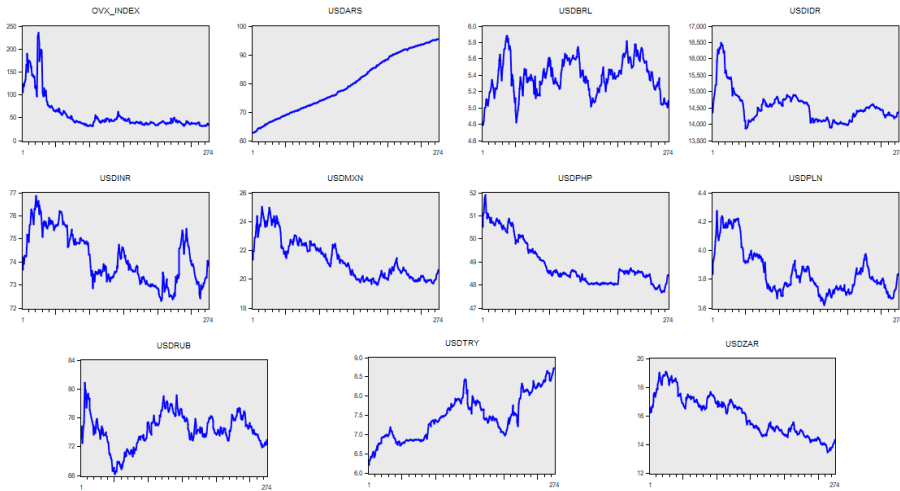 OVX_INDEX USDARS USDBRL USDIDR
250 100 6.0 17,000
200 5.8 16,500
90 5.6 16,000
150 5.4 15,500
80 5.2 15,000
100 5.0 14,500
50 70 4.8 14,000
0 60 4.6 13,500
1 274 1 274 1 274 1 274
USDINR USDMXN USDPHP USDPLN
77 26 52 4.4
76 24 51 4.2
75 50
74 22 49 4.0
73 20 48 3.8
72 18 47 3.6
1 274 1 274 1 274 1 274
USDRUB USDTRY USDZAR
84 9.0 20
80 8.5 18
76 8.0
7.5 16
72 7.0 14
6.5
68 6.0 12
1 274 1 274 1 274